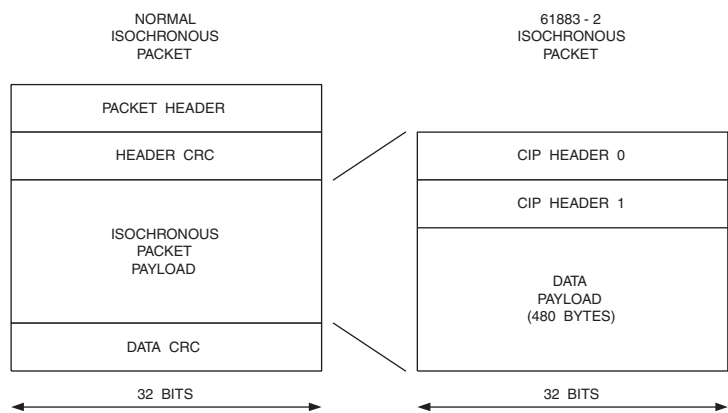 NORMAL
ISOCHRONOUS
PACKET
PACKET HEADER
HEADER CRC
ISOCHRONOUS
PACKET
PAYLOAD
DATA CRC
32 BITS
61883 - 2
ISOCHRONOUS
PACKET
CIP HEADER 0
CIP HEADER 1
DATA
PAYLOAD
(480 BYTES)
32 BITS